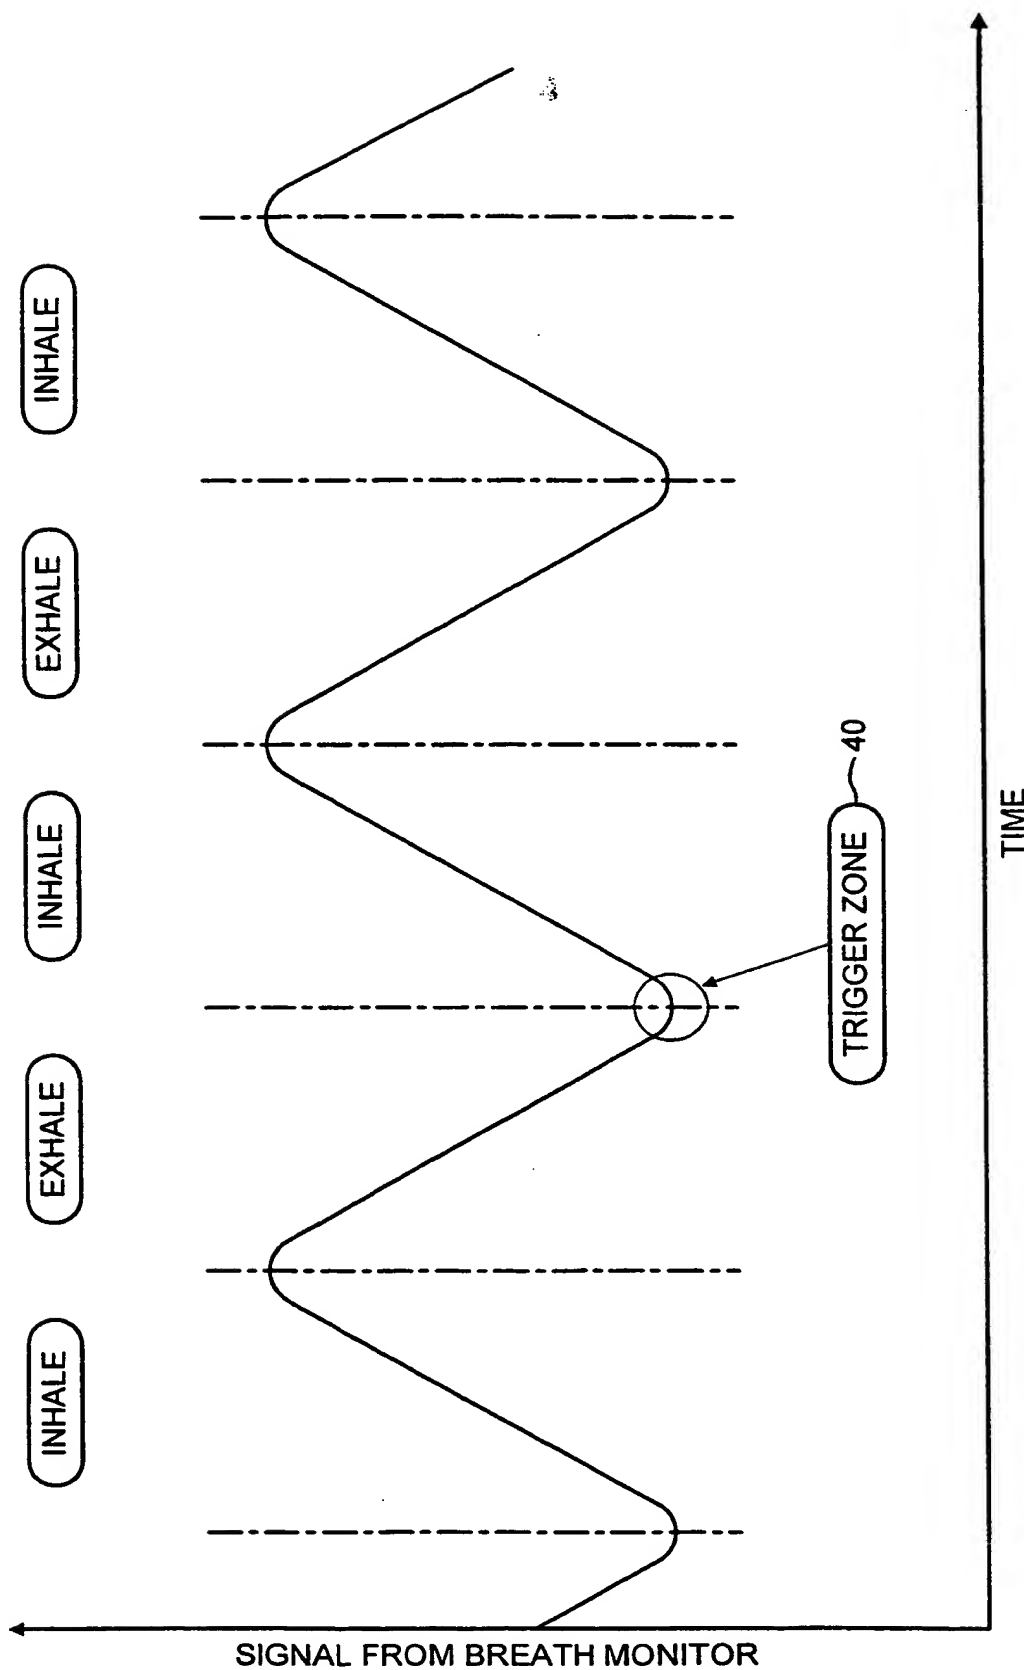 INHALE
EXHALE
INHALE
EXHALE
INHALE
TRIGGER ZONE
40
TIME
SIGNAL FROM BREATH MONITOR